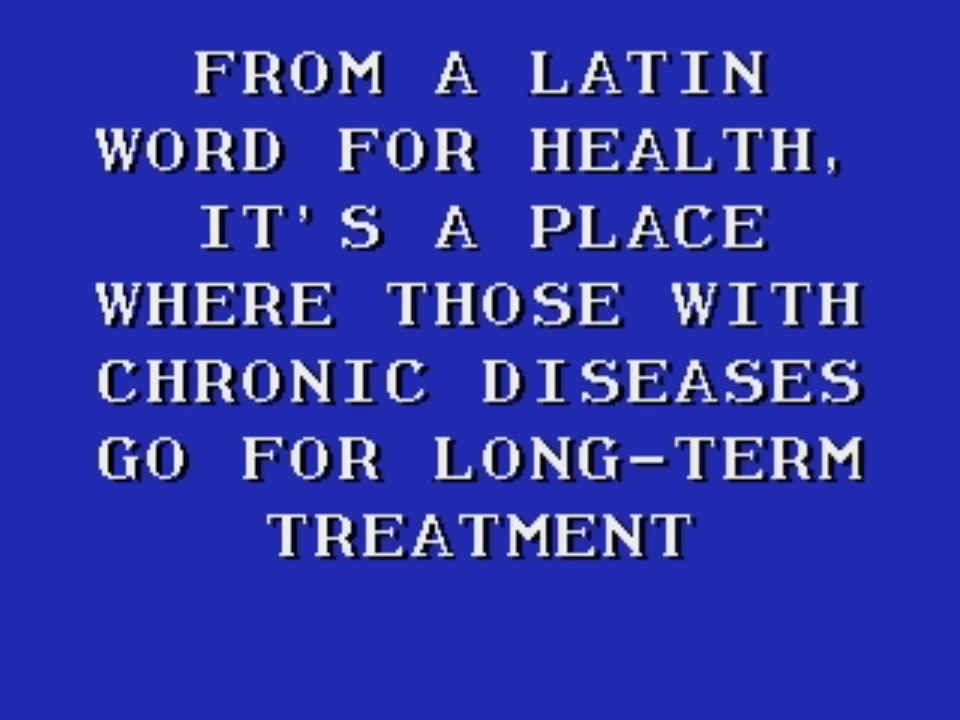 FROM A LATIN
WORD FOR HEALTH,
IT'S A PLACE
WHERE THOSE WITH
CHRONIC DISEASES
GO FOR LONG-TERM
TREATMENT